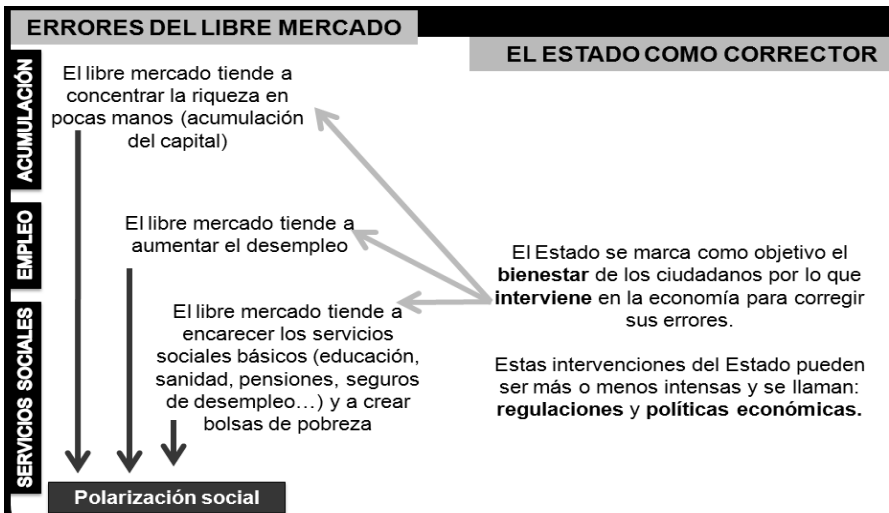 ERRORES DEL LIBRE MERCADO
EL ESTADO COMO CORRECTOR
ACUMULACIÓN
El libre mercado tiende a
concentrar la riqueza en
pocas manos (acumulación
del capital)
EMPLEO
El libre mercado tiende a
aumentar el desempleo
SERVICIOS SOCIALES
El libre mercado tiende a
encarecer los servicios
sociales básicos (educación,
sanidad, pensiones, seguros
de desempleo…) y a crear
bolsas de pobreza
Polarización social
El Estado se marca como objetivo el
bienestar de los ciudadanos por lo que
interviene en la economía para corregir
sus errores.
Estas intervenciones del Estado pueden
ser más o menos intensas y se llaman:
regulaciones y políticas económicas.